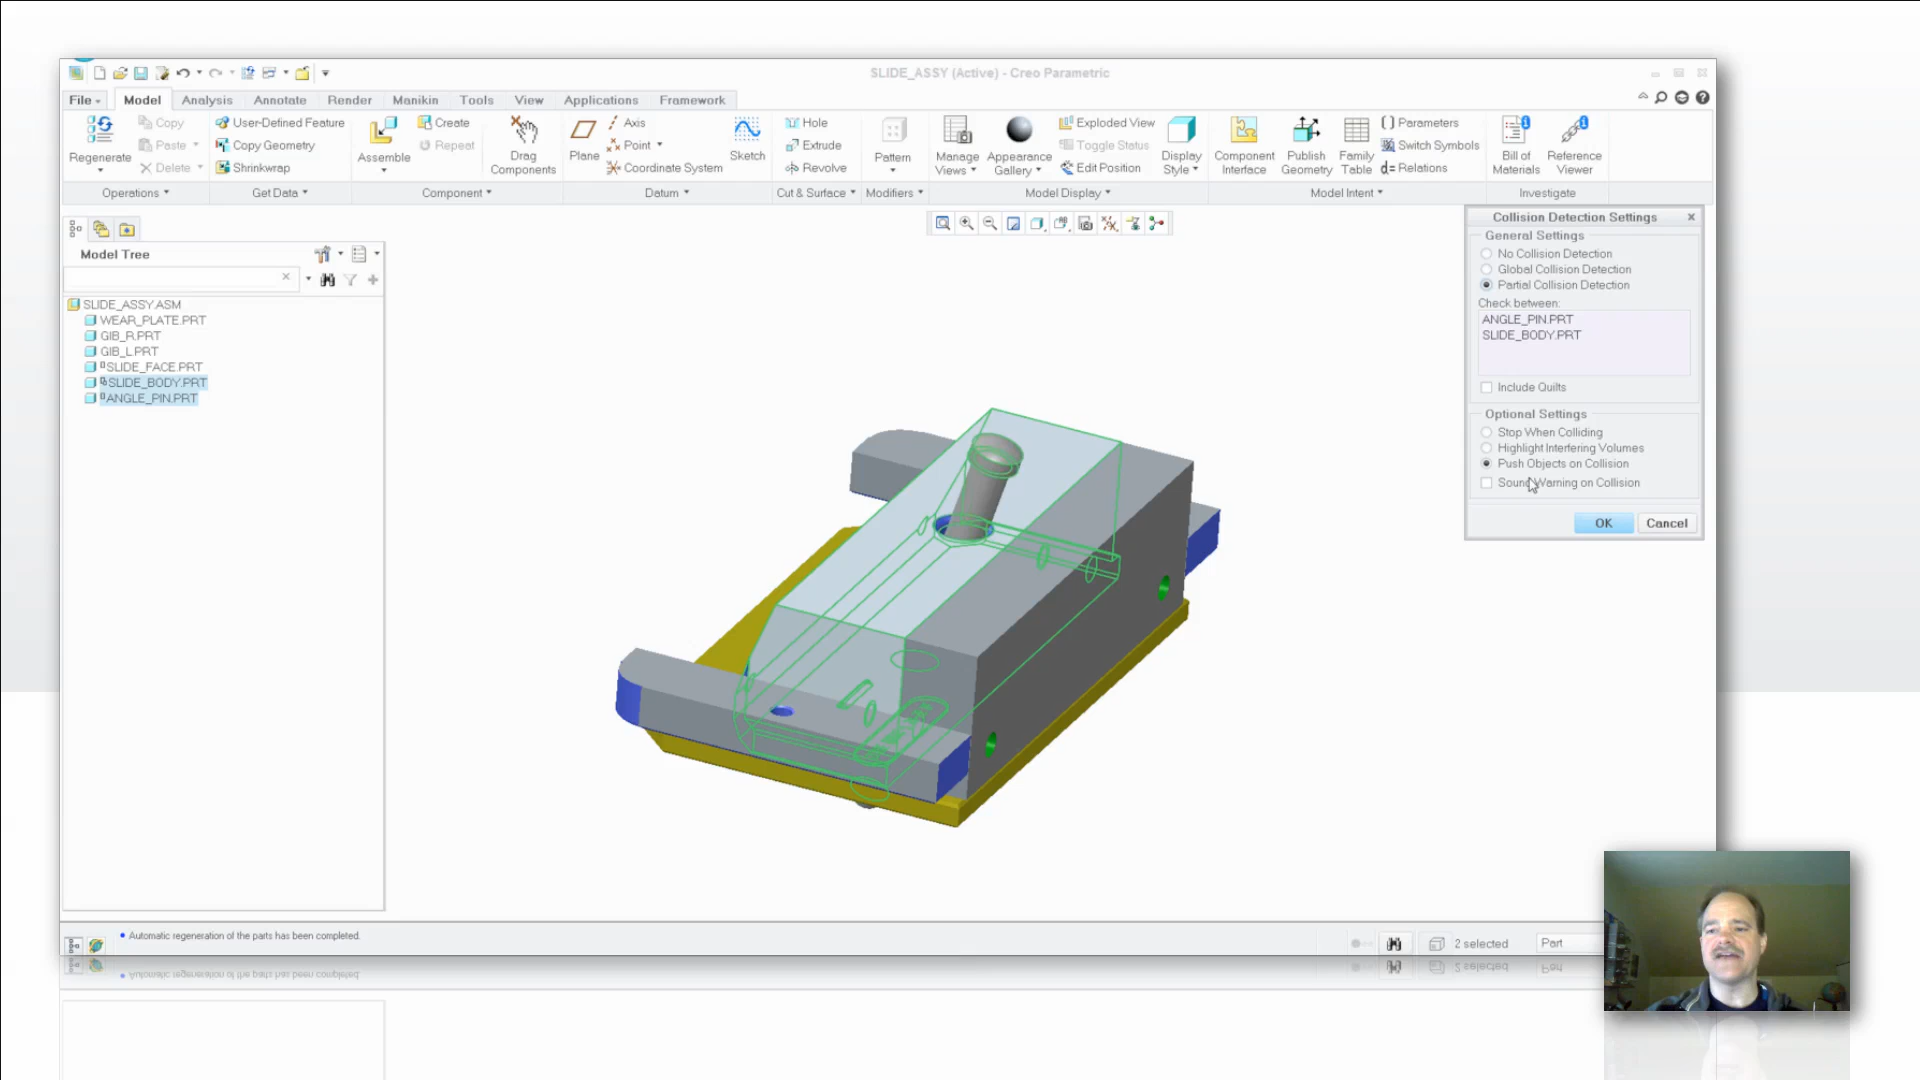 SLIDE_ASSY (Active) - Creo Parametric
File Model Analysis Annotate Render Manikin Tools View Applications Framework
Regenerate
Copy
Paste
Delete
User-Defined Feature
Copy Geometry
Shrinkwrap
Assemble
Create
Repeat
Drag
Components
Plane
Axis
Point
Coordinate System
Sketch
Hole
Extrude
Revolve
Pattern
Manage
Views
Appearance
Gallery
Exploded View
Toggle Status
Edit Position
Display
Style
Component
Interface
Publish
Geometry
Family
Table
Parameters
Switch Symbols
d= Relations
Bill of
Materials
Reference
Viewer
Operations Get Data Component Datum Cut & Surface Modifiers Model Display Model Intent Investigate
Model Tree
SLIDE_ASSY.ASM
WEAR_PLATE.PRT
GIB_R.PRT
GIB_L.PRT
SLIDE_FACE.PRT
SLIDE_BODY.PRT
ANGLE_PIN.PRT
Collision Detection Settings
General Settings
No Collision Detection
Global Collision Detection
Partial Collision Detection
Check between:
ANGLE_PIN.PRT
SLIDE_BODY.PRT
Include Quilts
Optional Settings
Stop When Colliding
Highlight Interfering Volumes
Push Objects on Collision
Sound Warning on Collision
OK Cancel
Automatic regeneration of the parts has been completed.
2 selected
Part